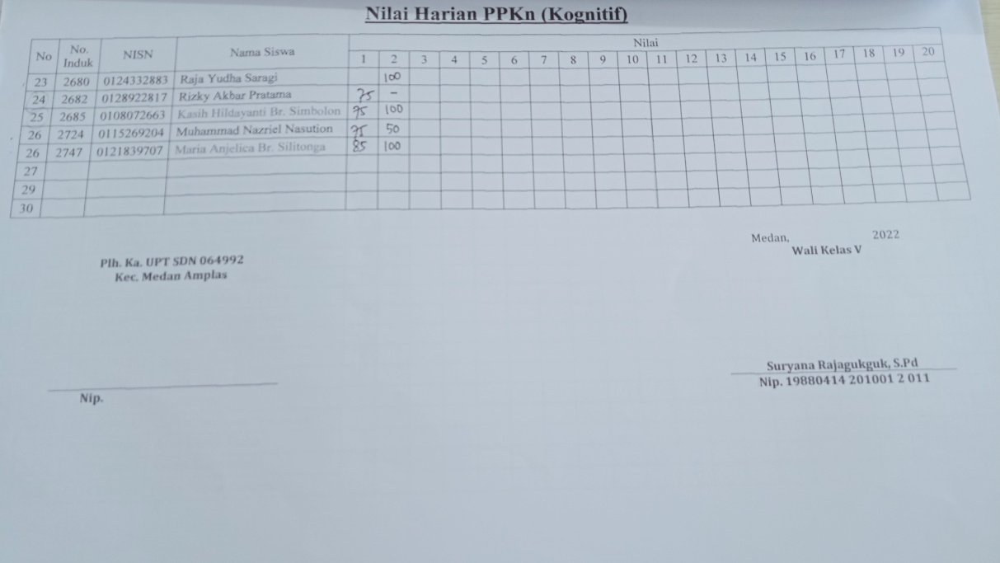 Nilai Harian PPKn (Kognitif)
No No. Induk NISN Nama Siswa Nilai
1 2 3 4 5 6 7 8 9 10 11 12 13 14 15 16 17 18 19 20
23 2680 0124332883 Raja Yudha Saragi 100
24 2682 0128922817 Rizky Akbar Pratama 75 -
25 2685 0108072663 Kasih Hildayanti Br. Simbolon 95 100
26 2724 0115269204 Muhammad Nazriel Nasution 95 50
26 2747 0121839707 Maria Anjelica Br. Silitonga 85 100
27
29
30
Medan, 2022
Wali Kelas V
Plh. Ka. UPT SDN 064992
Kec. Medan Amplas
Suryana Rajagukguk, S.Pd
Nip. 19880414 201001 2 011
Nip.